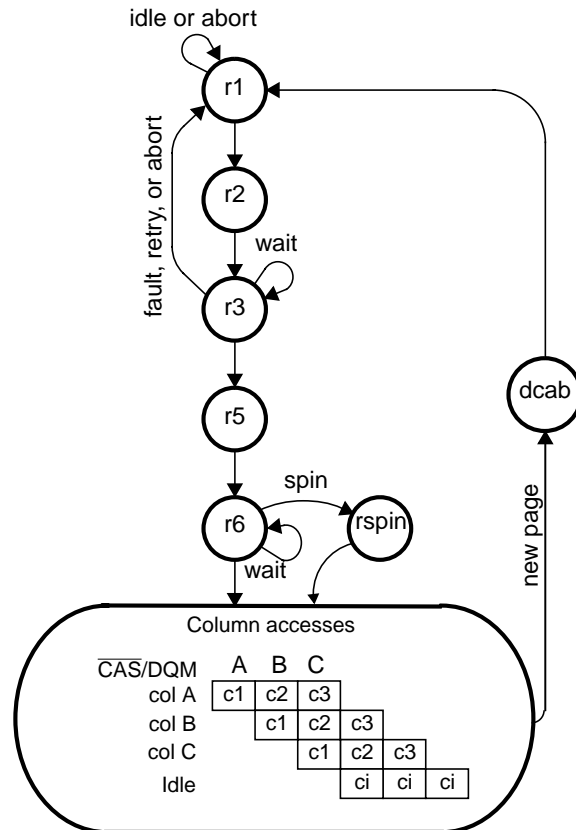 idle or abort
r1
fault, retry, or abort
r2
wait
r3
dcab
r5
spin
r6
rspin
wait
new page
Column accesses
CAS/DQM A B C
col A c1 c2 c3
col B c1 c2 c3
col C c1 c2 c3
Idle ci ci ci